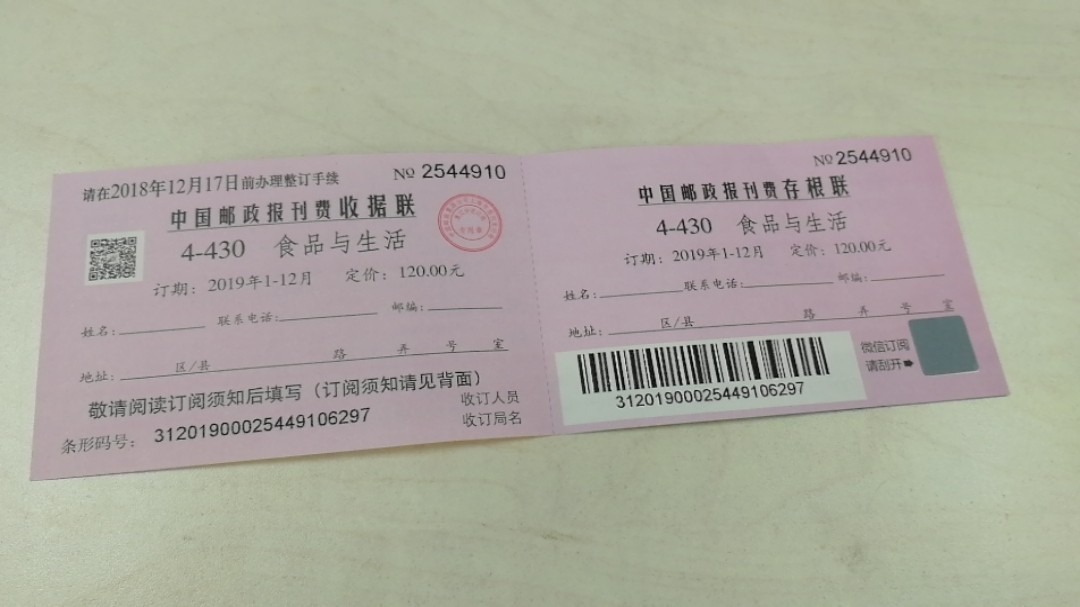 请在2018年12月17日前办理整订手续
№ 2544910
中国邮政报刊费收据联
4-430 食品与生活
订期：2019年1-12月 定价：120.00元
姓名： 联系电话： 邮编：
地址： 区/县 路 弄 号 室
敬请阅读订阅须知后填写（订阅须知请见背面）
收订人员
收订局名
条形码号： 31201900025449106297
№ 2544910
中国邮政报刊费存根联
4-430 食品与生活
订期：2019年1-12月 定价：120.00元
姓名： 联系电话： 邮编：
地址： 区/县 路 弄 号 室
31201900025449106297
微信订阅
请刮开